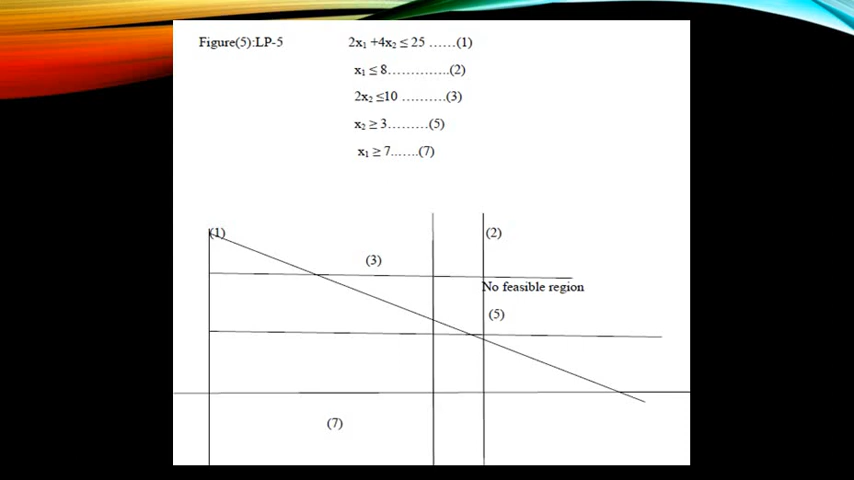 Figure(5):LP-5 2x₁ +4x₂ ≤ 25 ……(1)
x₁ ≤ 8…………..(2)
2x₂ ≤10 ……….(3)
x₂ ≥ 3………(5)
x₁ ≥ 7..…..(7)
(1) (2)
(3)
No feasible region
(5)
(7)